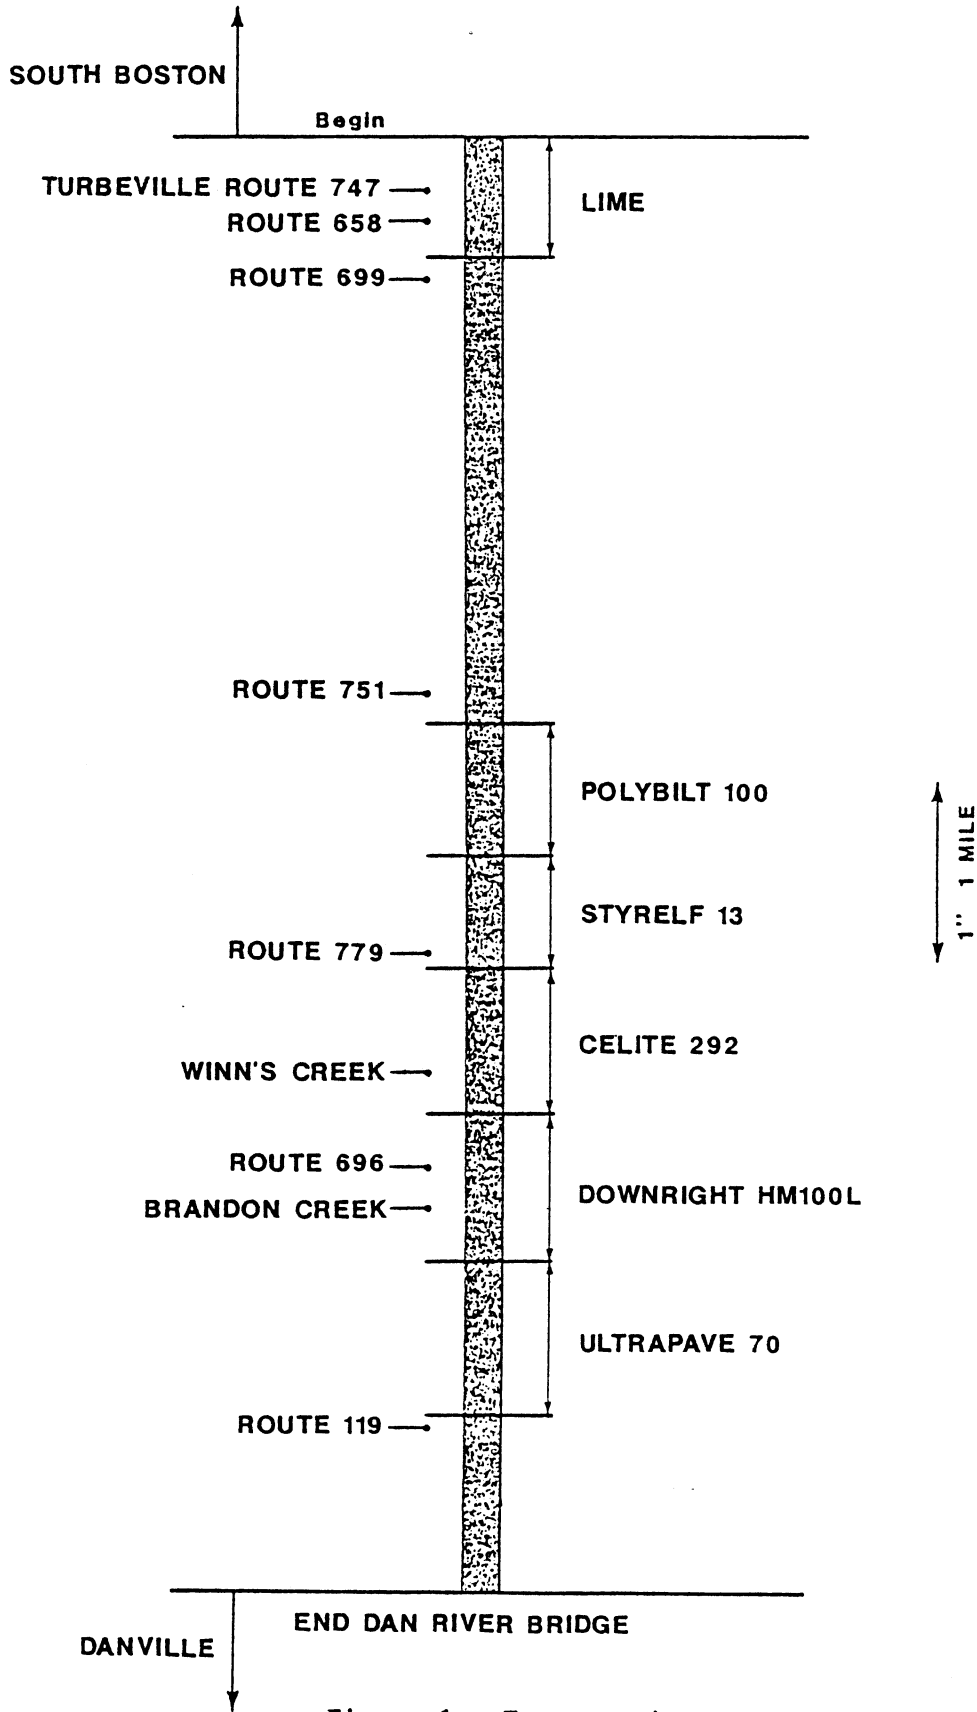 SOUTH BOSTON
Begin
TURBEVILLE ROUTE 747
LIME
ROUTE 658
ROUTE 699
ROUTE 751
POLYBILT 100
1" 1 MILE
STYRELF 13
ROUTE 779
CELITE 292
WINN'S CREEK
ROUTE 696
DOWNRIGHT HM100L
BRANDON CREEK
ULTRAPAVE 70
ROUTE 119
END DAN RIVER BRIDGE
DANVILLE